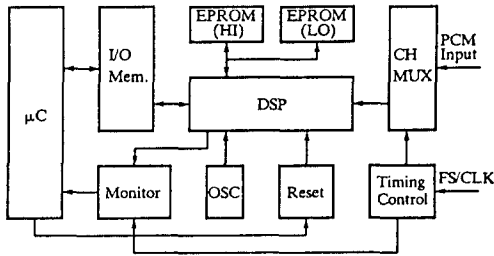 EPROM
(HI)
EPROM
(LO)
I/O
Mem.
CH
MUX
PCM
Input
µC
DSP
Monitor
OSC
Reset
Timing
Control
FS/CLK